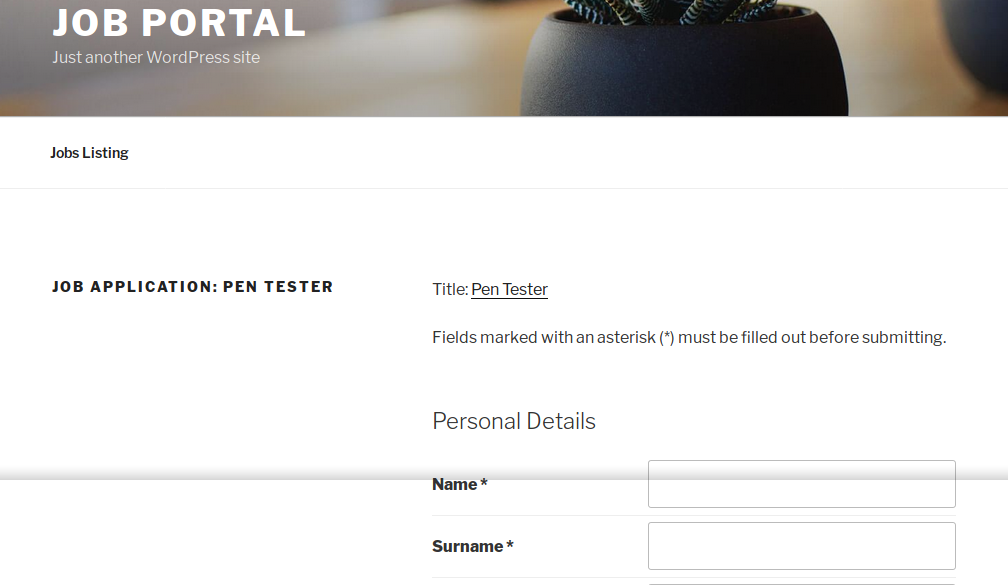 JOB PORTAL
Just another WordPress site
Jobs Listing
JOB APPLICATION: PEN TESTER
Title: Pen Tester
Fields marked with an asterisk (*) must be filled out before submitting.
Personal Details
Name *
Surname *